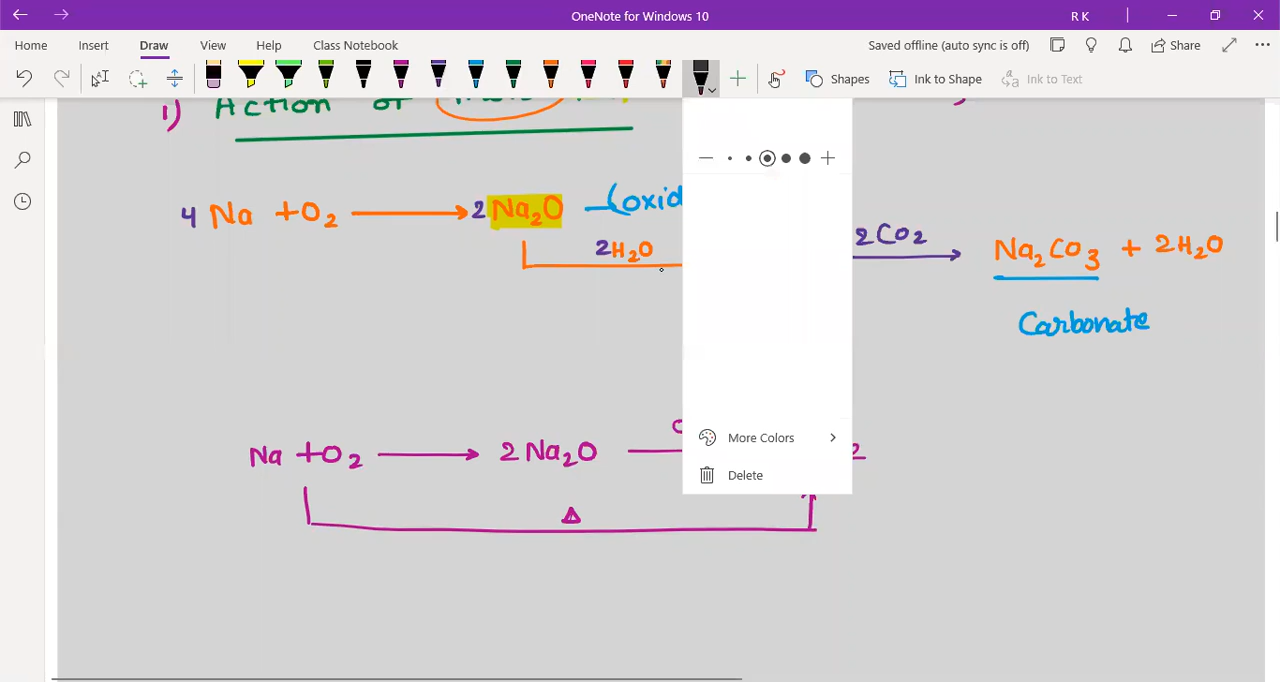 OneNote for Windows 10
R K
Home Insert Draw View Help Class Notebook
Saved offline (auto sync is off) Share
Shapes Ink to Shape Ink to Text
1) Action of
4 Na + O2 → 2 Na2O (oxid
2H2O
2CO2 → Na2CO3 + 2H2O
Carbonate
Na + O2 → 2 Na2O
2
Δ
More Colors
Delete